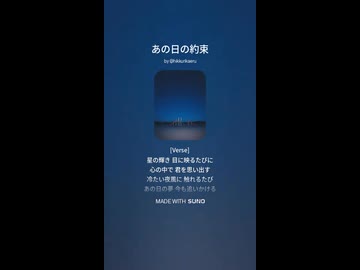 あの日の約束
by @hikkurikaeru
[Verse]
星の輝き 目に映るたびに
心の中で 君を思い出す
冷たい夜風に 触れるたび
あの日の夢 今も追いかける
MADE WITH SUNO